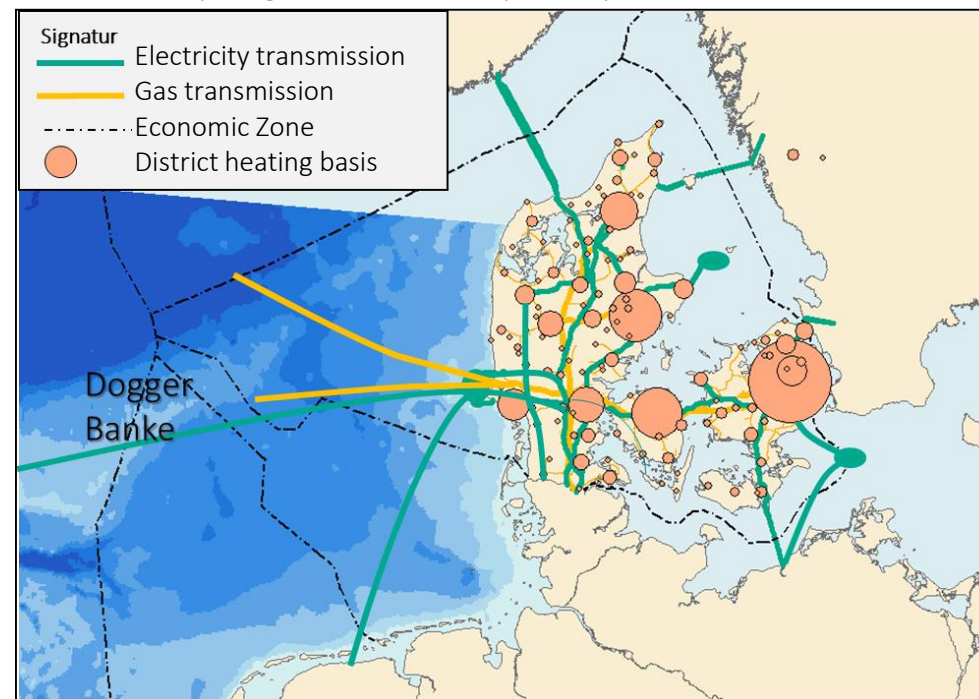 Signatur
Electricity transmission
Gas transmission
Economic Zone
District heating basis
Dogger
Banke